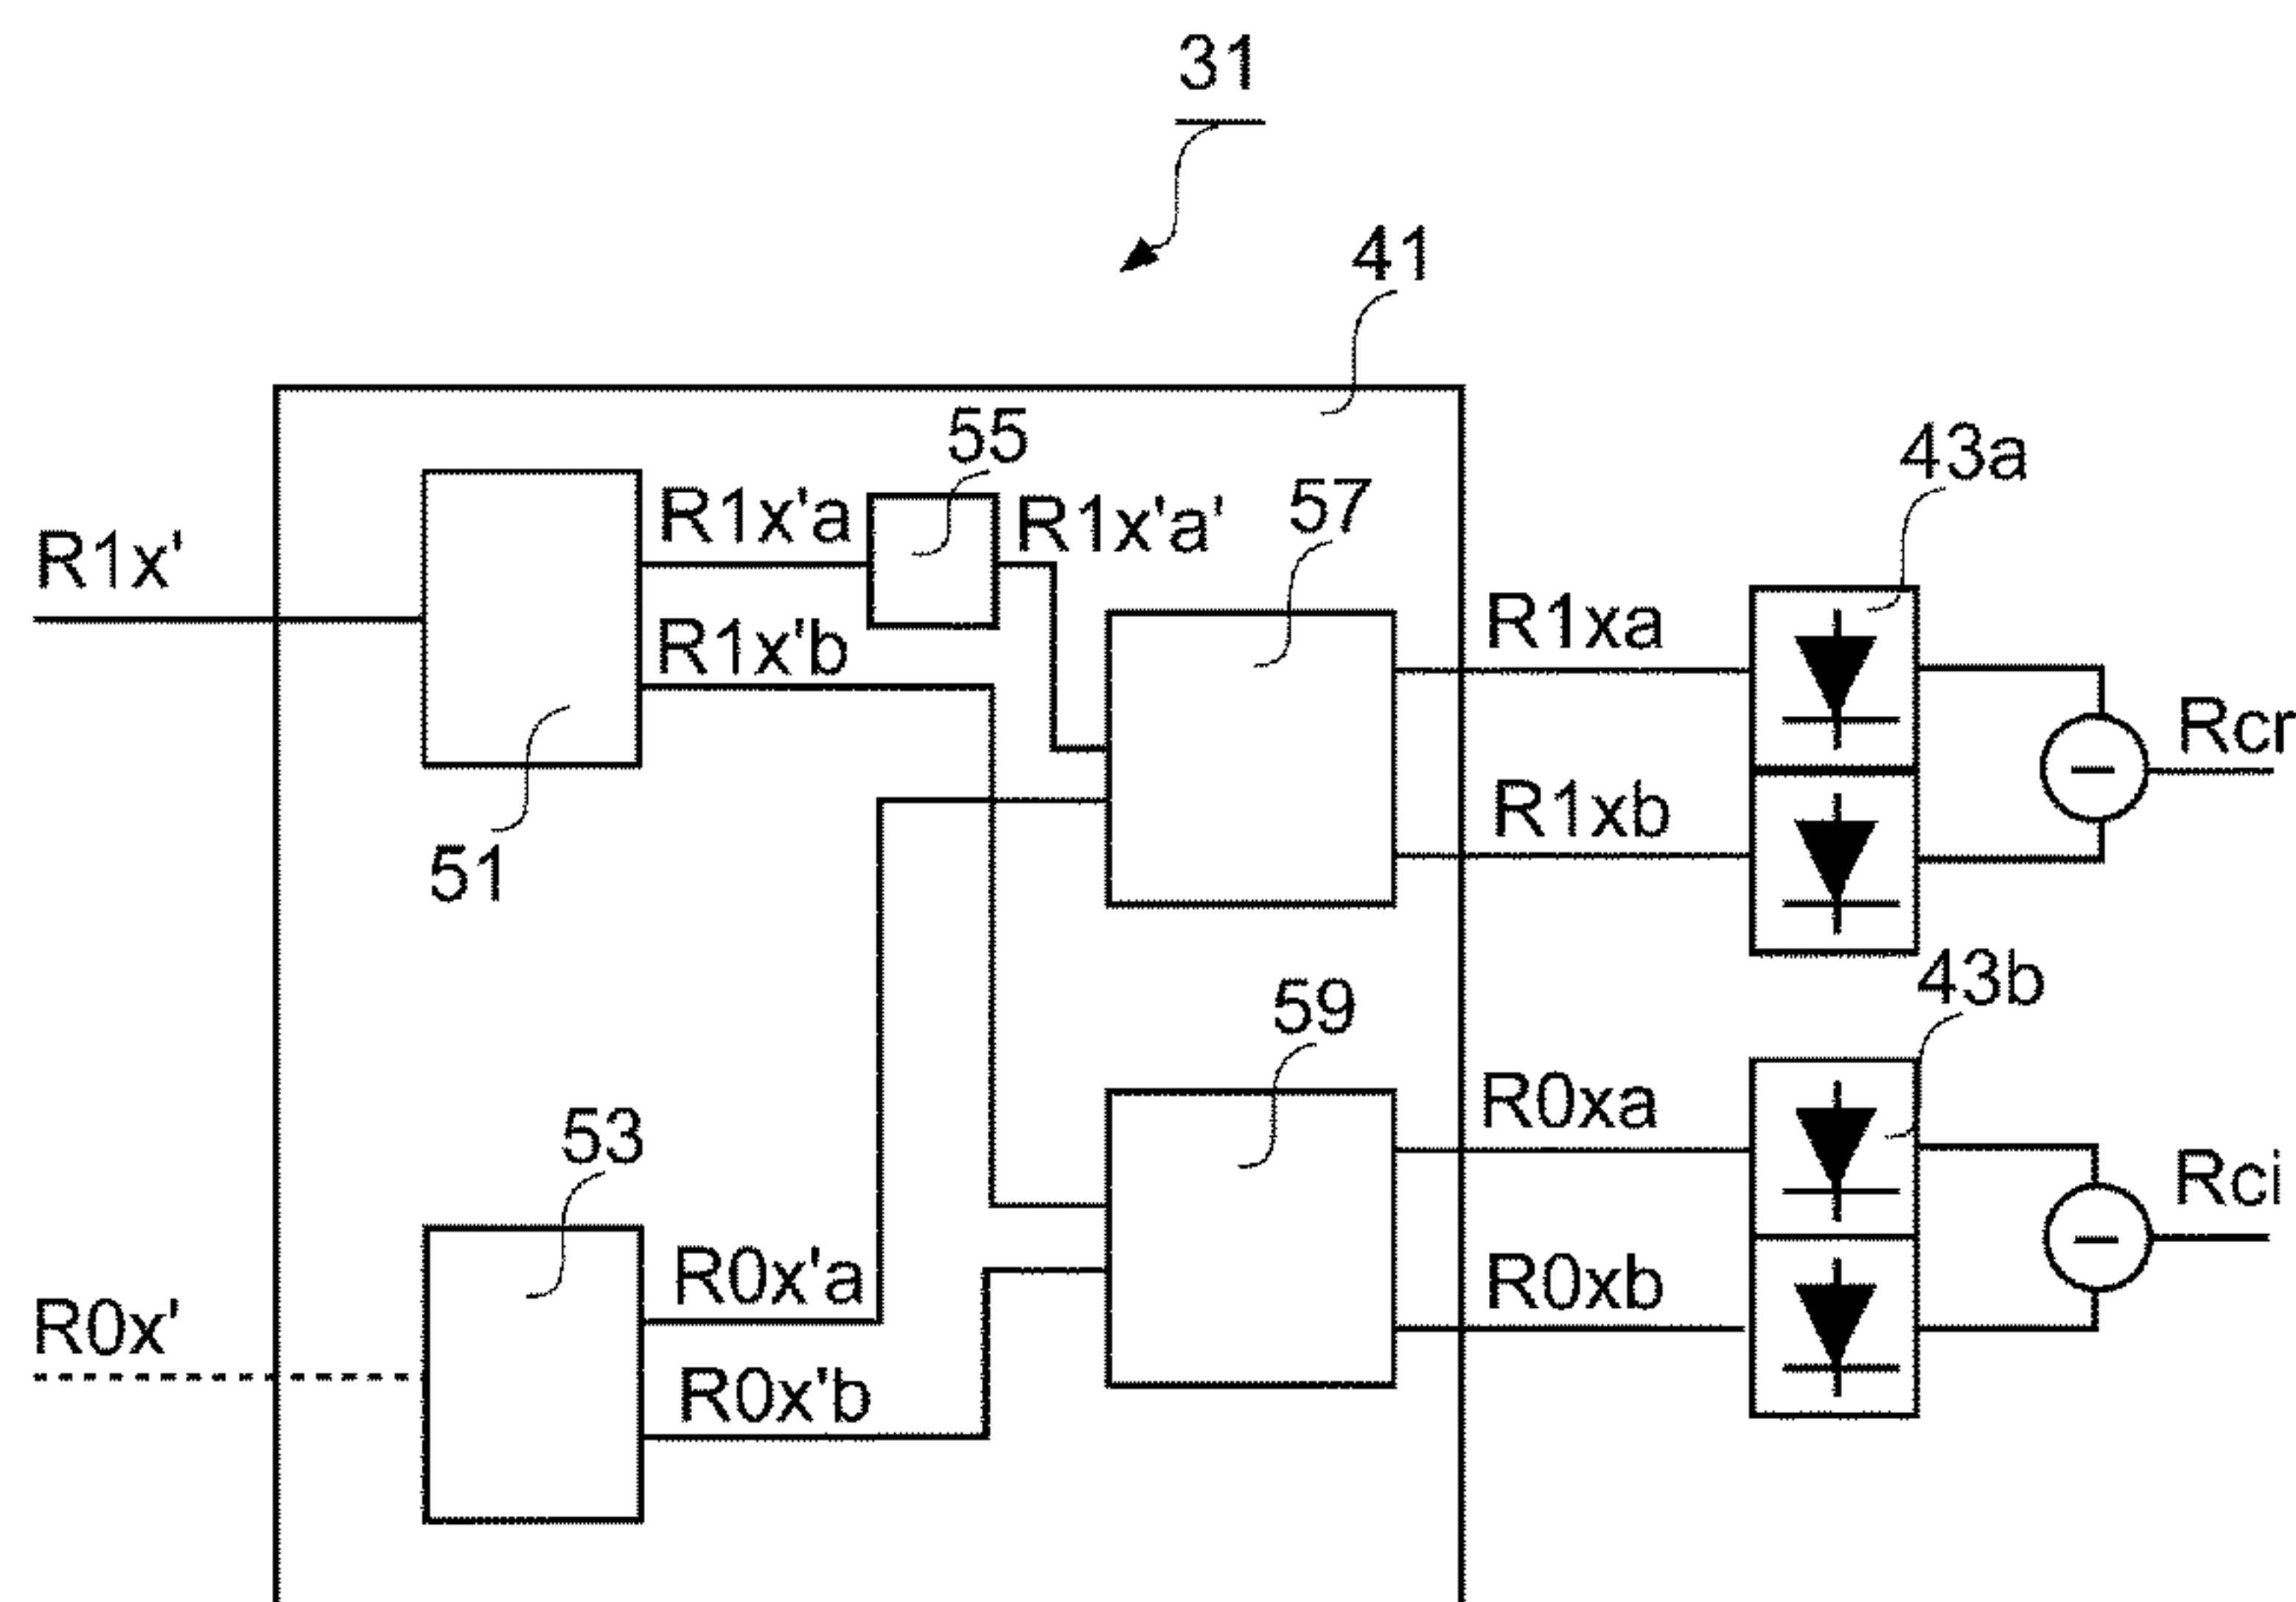 31
41
55
43a
R1x'
R1x'a
R1x'a'
57
R1x'b
R1xa
Rcr
R1xb
51
43b
59
53
R0xa
Rci
R0x'
R0x'a
R0xb
R0x'b